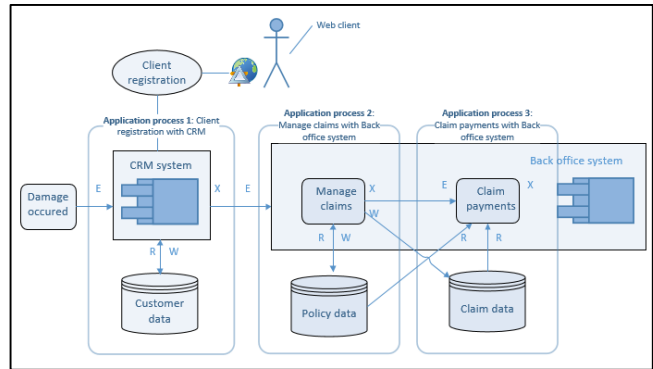 Web client
Client
registration
Application process 1: Client
registration with CRM
Application process 2:
Manage claims with Back
office system
Application process 3:
Claim payments with Back
office system
CRM system
Back office system
Damage
occured
E
X
E
Manage
claims
X
W
E
Claim
payments
X
R W
R W
R R
Customer
data
Policy data
Claim data